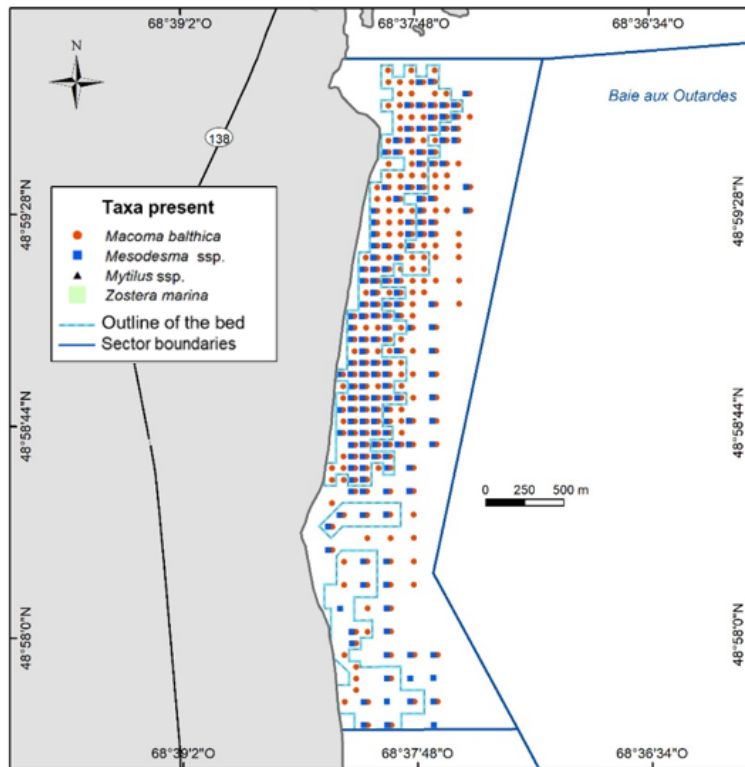 68°39'2"O 68°37'48"O 68°36'34"O
N
Baie aux Outardes
138
48°59'28"N
48°59'28"N
Taxa present
Macoma balthica
Mesodesma ssp.
Mytilus ssp.
Zostera marina
Outline of the bed
Sector boundaries
48°58'44"N
48°58'44"N
0 250 500 m
48°58'0"N
48°58'0"N
68°39'2"O 68°37'48"O 68°36'34"O